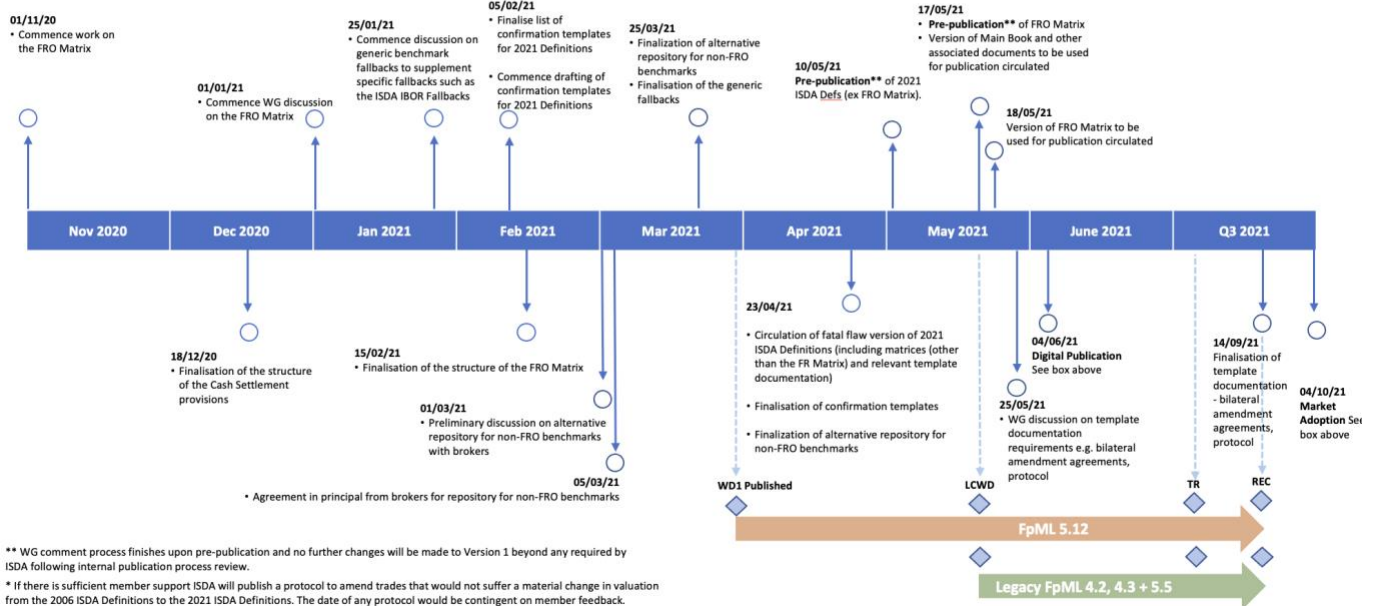 01/11/20
• Commence work on
the FRO Matrix
01/01/21
• Commence WG discussion
on the FRO Matrix
25/01/21
• Commence discussion on
generic benchmark
fallbacks to supplement
specific fallbacks such as
the ISDA IBOR Fallbacks
05/02/21
• Finalise list of
confirmation templates
for 2021 Definitions
• Commence drafting of
confirmation templates
for 2021 Definitions
25/03/21
• Finalization of alternative
repository for non-FRO
benchmarks
• Finalisation of the generic
fallbacks
10/05/21
Pre-publication** of 2021
ISDA Defs (ex FRO Matrix).
17/05/21
• Pre-publication** of FRO Matrix
• Version of Main Book and other
associated documents to be used
for publication circulated
18/05/21
Version of FRO Matrix to be
used for publication circulated
Nov 2020
Dec 2020
Jan 2021
Feb 2021
Mar 2021
Apr 2021
May 2021
June 2021
Q3 2021
18/12/20
• Finalisation of the structure
of the Cash Settlement
provisions
15/02/21
• Finalisation of the structure of the FRO Matrix
01/03/21
• Preliminary discussion on alternative
repository for non-FRO benchmarks
with brokers
05/03/21
• Agreement in principal from brokers for repository for non-FRO benchmarks
23/04/21
• Circulation of fatal flaw version of 2021
ISDA Definitions (including matrices (other
than the FR Matrix) and relevant template
documentation)
• Finalisation of confirmation templates
• Finalization of alternative repository for
non-FRO benchmarks
04/06/21
Digital Publication
See box above
25/05/21
• WG discussion on template
documentation
requirements e.g. bilateral
amendment agreements,
protocol
14/09/21
Finalisation of
template
documentation
- bilateral
amendment
agreements,
protocol
04/10/21
Market
Adoption See
box above
WD1 Published
LCWD
TR
REC
FpML 5.12
Legacy FpML 4.2, 4.3 + 5.5
** WG comment process finishes upon pre-publication and no further changes will be made to Version 1 beyond any required by
ISDA following internal publication process review.
* If there is sufficient member support ISDA will publish a protocol to amend trades that would not suffer a material change in valuation
from the 2006 ISDA Definitions to the 2021 ISDA Definitions. The date of any protocol would be contingent on member feedback.